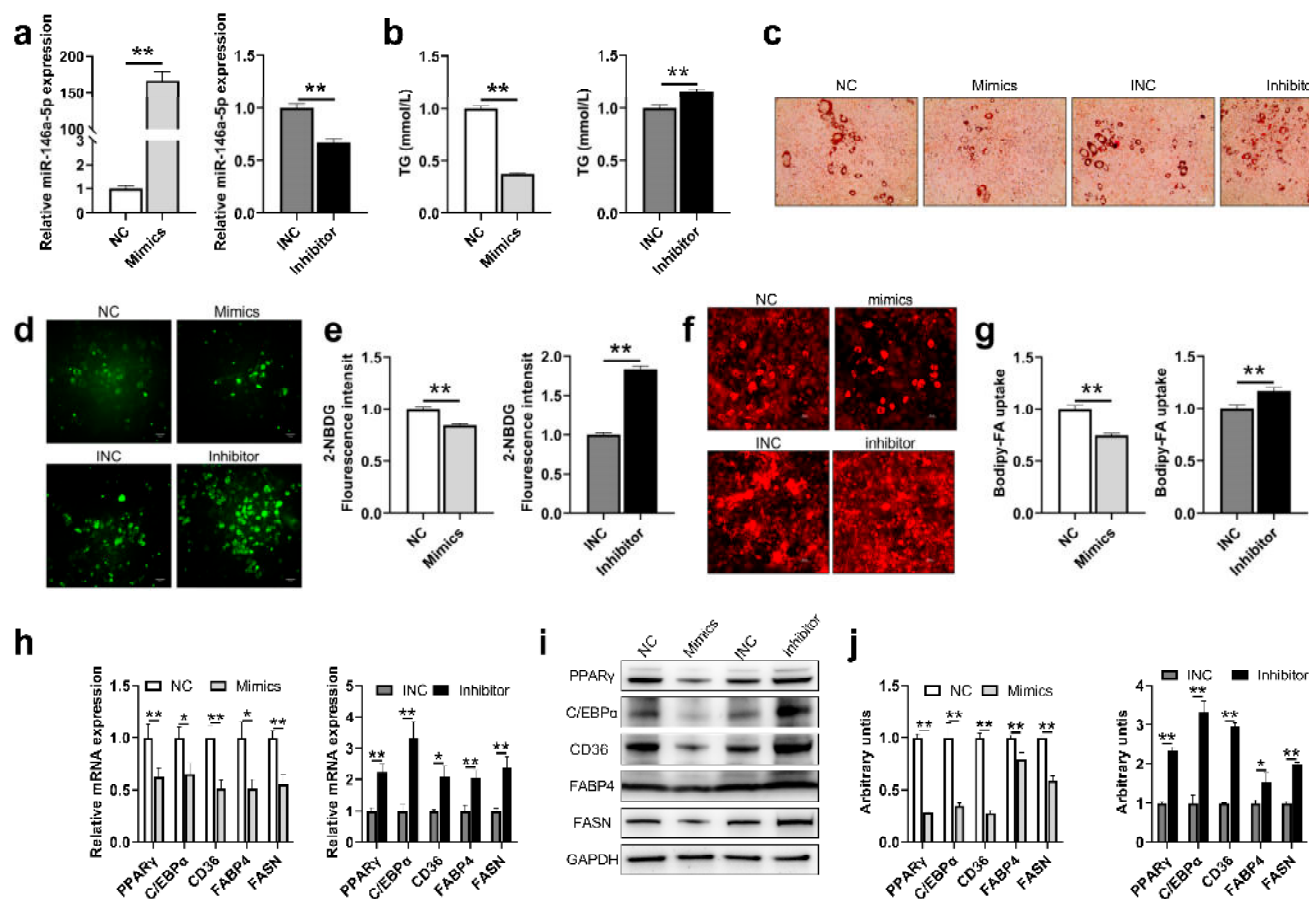 a
Relative miR-146a-5p expression
200
150
100
3
2
1
0
**
NC
Mimics
Relative miR-146a-5p expression
1.5
1.0
0.5
0.0
**
INC
Inhibitor
b
TG (mmol/L)
1.5
1.0
0.5
0.0
**
NC
Mimics
TG (mmol/L)
1.5
1.0
0.5
0.0
**
INC
Inhibitor
c
NC
Mimics
INC
Inhibito
d
NC
Mimics
INC
Inhibitor
e
2-NBDG
Flourescence intensit
1.5
1.0
0.5
0.0
**
NC
Mimics
2-NBDG
Flourescence intensit
2.0
1.5
1.0
0.5
0.0
**
INC
Inhibitor
f
NC
mimics
INC
inhibitor
g
Bodipy-FA uptake
1.5
1.0
0.5
0.0
**
NC
Mimics
Bodipy-FA uptake
1.5
1.0
0.5
0.0
**
INC
Inhibitor
h
Relative mRNA expression
1.5
1.0
0.5
0.0
NC
Mimics
** * ** * **
PPARγ
C/EBPα
CD36
FABP4
FASN
Relative mRNA expression
5
4
3
2
1
0
INC
Inhibitor
** ** * ** **
PPARγ
C/EBPα
CD36
FABP4
FASN
i
NC
Mimics
INC
inhibitor
PPARγ
C/EBPα
CD36
FABP4
FASN
GAPDH
j
Arbitrary untis
1.5
1.0
0.5
0.0
NC
Mimics
** ** ** ** **
PPARγ
C/EBPα
CD36
FABP4
FASN
Arbitrary untis
4
3
2
1
0
INC
Inhibitor
** ** ** * **
PPARγ
C/EBPα
CD36
FABP4
FASN